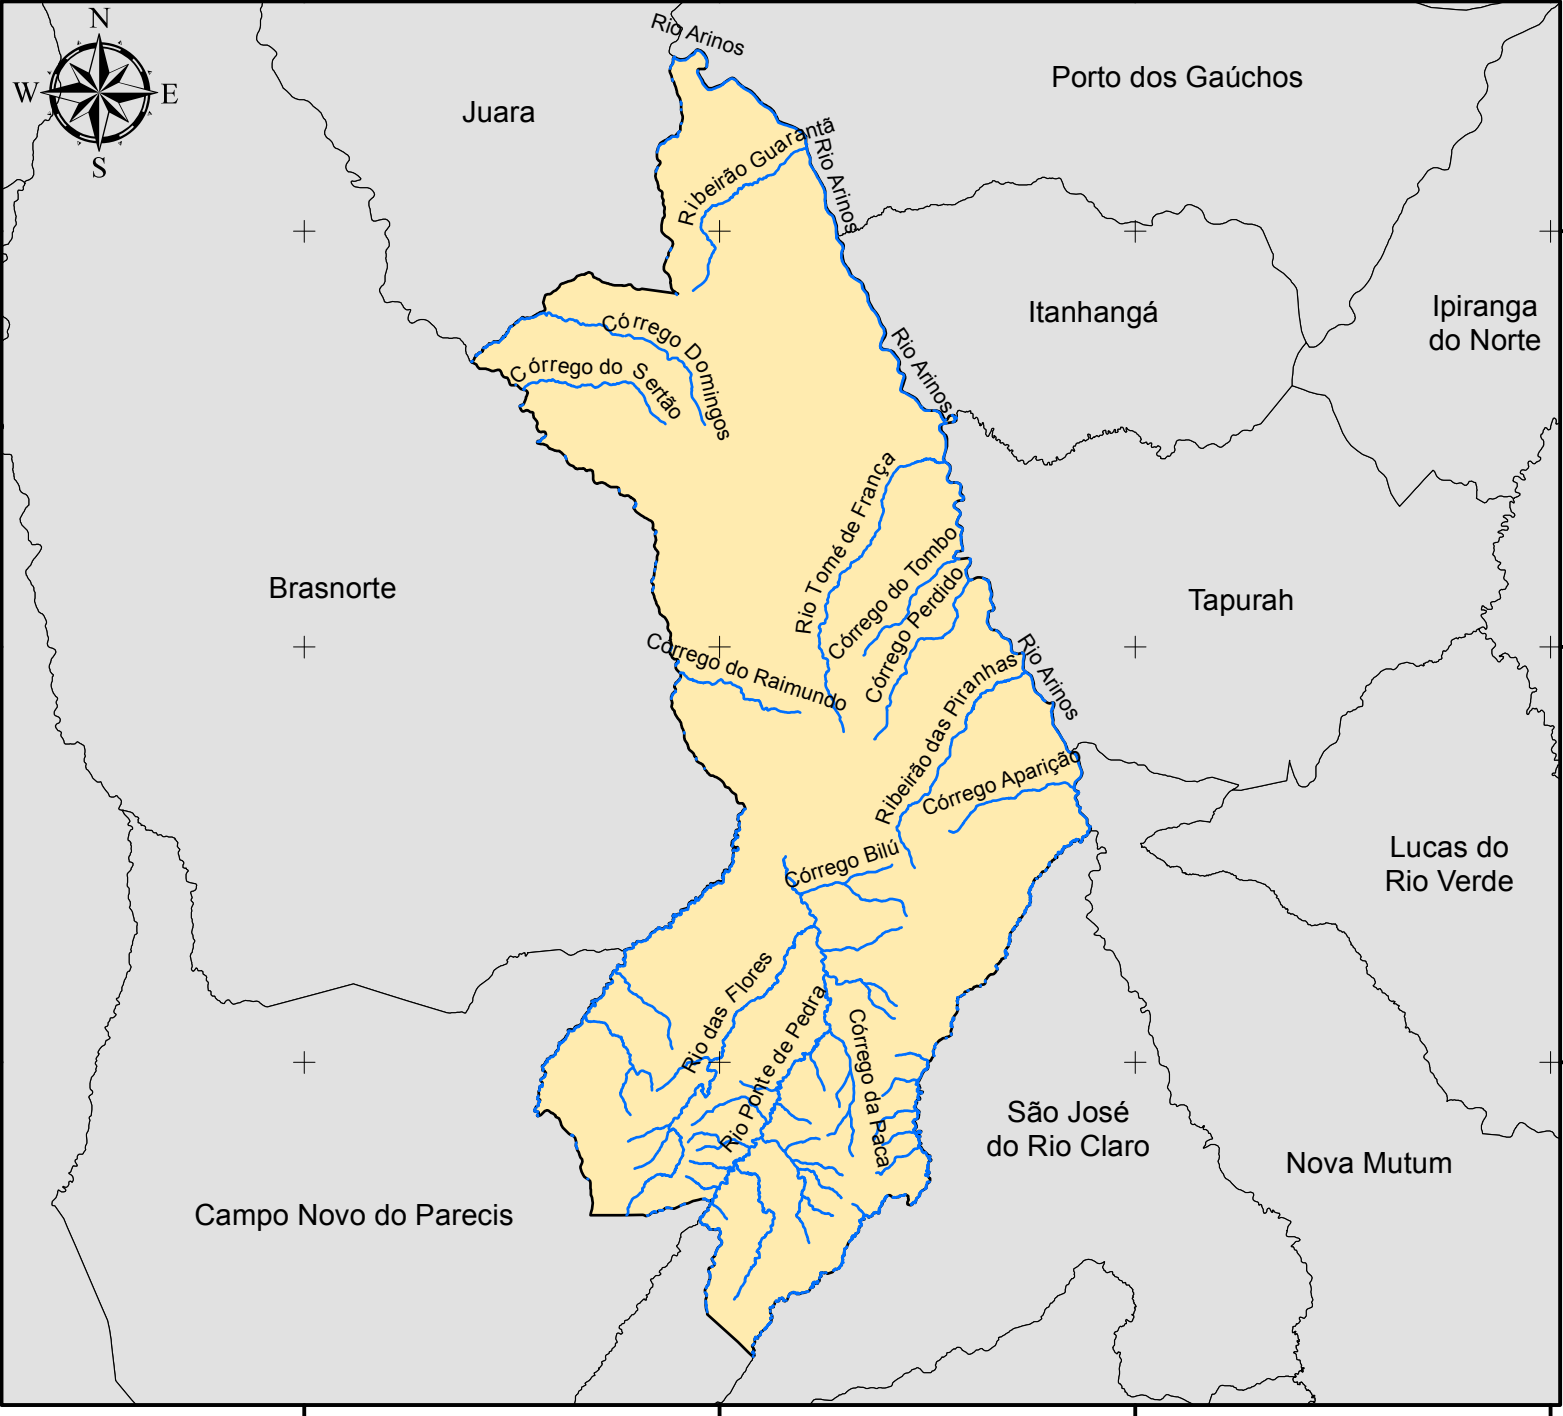 N
W
E
S
Rio Arinos
Juara
Porto dos Gaúchos
Ribeirão Guarantã
Rio Arinos
Itanhangá
Ipiranga
do Norte
Córrego Domingos
Córrego do Sertão
Rio Arinos
Rio Tomé de França
Córrego do Tombo
Córrego Perdido
Brasnorte
Tapurah
Córrego do Raimundo
Ribeirão das Piranhas
Rio Arinos
Córrego Aparição
Córrego Bilú
Lucas do
Rio Verde
Rio das Flores
Rio Ponte de Pedra
Córrego da Paca
São José
do Rio Claro
Nova Mutum
Campo Novo do Parecis